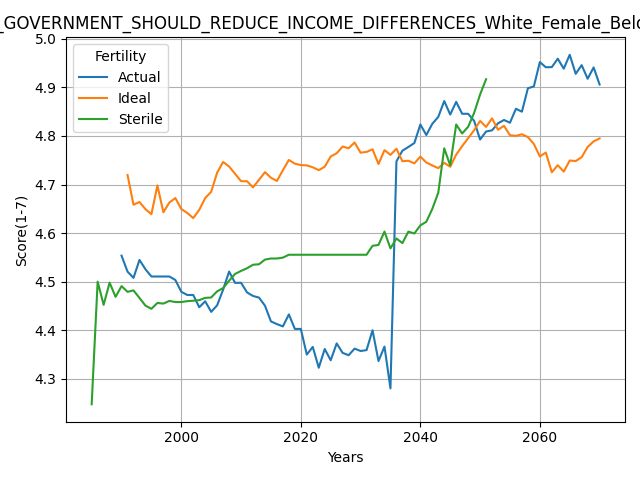 _GOVERNMENT_SHOULD_REDUCE_INCOME_DIFFERENCES_White_Female_Belo
Fertility
Actual
Ideal
Sterile
5.0
4.9
4.8
4.7
4.6
4.5
4.4
4.3
Score(1-7)
2000 2020 2040 2060
Years